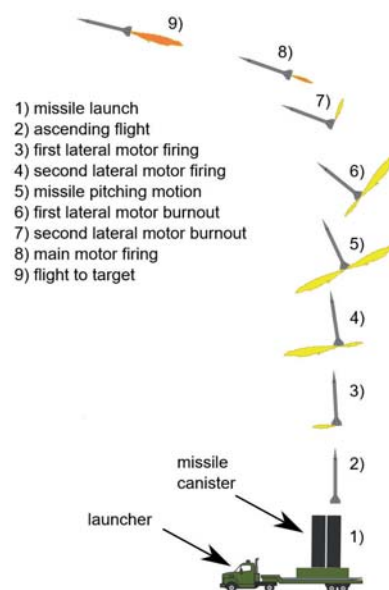 9)
8)
7)
1) missile launch
2) ascending flight
3) first lateral motor firing
4) second lateral motor firing
5) missile pitching motion
6) first lateral motor burnout
7) second lateral motor burnout
8) main motor firing
9) flight to target
6)
5)
4)
3)
2)
missile
canister
launcher
1)